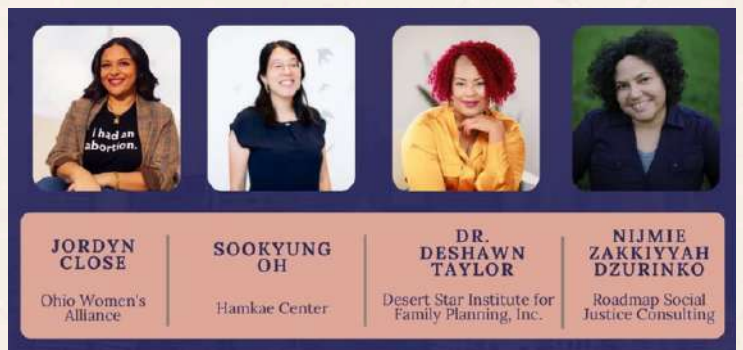 i had an
abortion.
JORDYN
CLOSE
Ohio Women's
Alliance
SOOKYUNG
OH
Hamkae Center
DR.
DESHAWN
TAYLOR
Desert Star Institute for
Family Planning, Inc.
NIJMIE
ZAKKIYYAH
DZURINKO
Roadmap Social
Justice Consulting